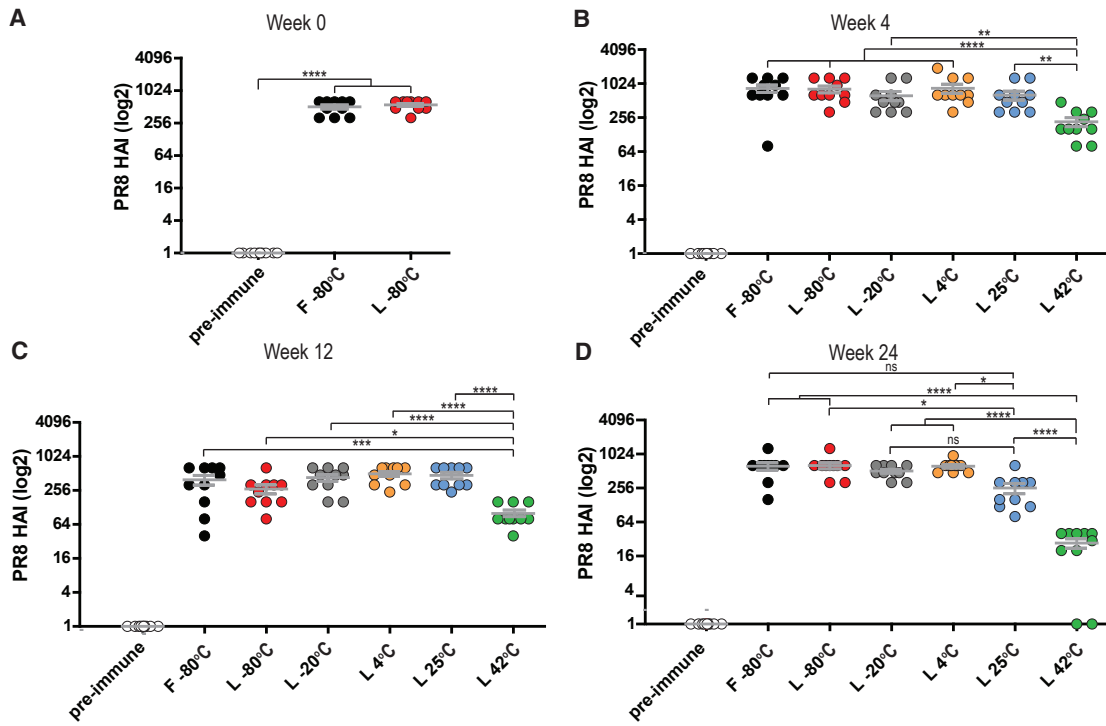 A
Week 0
PR8 HAI (log2)
4096
1024
256
64
16
4
1
****
pre-immune
F -80°C
L -80°C
B
Week 4
PR8 HAI (log2)
4096
1024
256
64
16
4
1
**
****
**
pre-immune
F -80°C
L -80°C
L -20°C
L 4°C
L 25°C
L 42°C
C
Week 12
PR8 HAI (log2)
4096
1024
256
64
16
4
1
****
****
****
*
***
pre-immune
F -80°C
L -80°C
L -20°C
L 4°C
L 25°C
L 42°C
D
Week 24
PR8 HAI (log2)
4096
1024
256
64
16
4
1
ns
*
****
*
****
ns
****
pre-immune
F -80°C
L -80°C
L -20°C
L 4°C
L 25°C
L 42°C